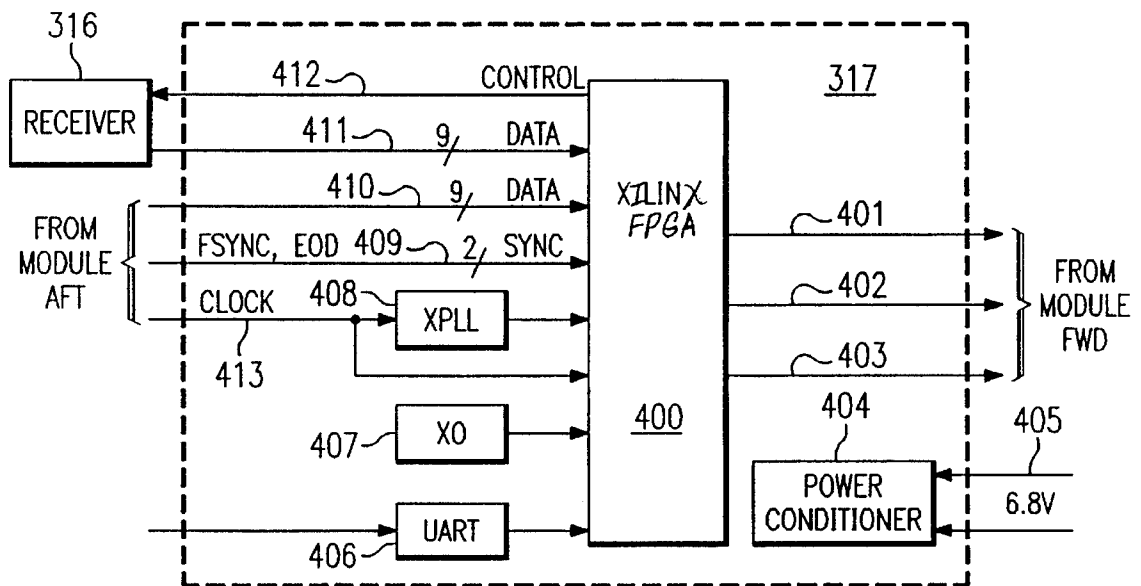 316
RECEIVER
412
CONTROL
317
411
9
DATA
410
9
DATA
XILINX
FPGA
401
FROM
MODULE
AFT
FSYNC, EOD
409
2
SYNC
402
FROM
MODULE
FWD
CLOCK
408
XPLL
413
403
400
407
XO
404
405
POWER
CONDITIONER
6.8V
UART
406